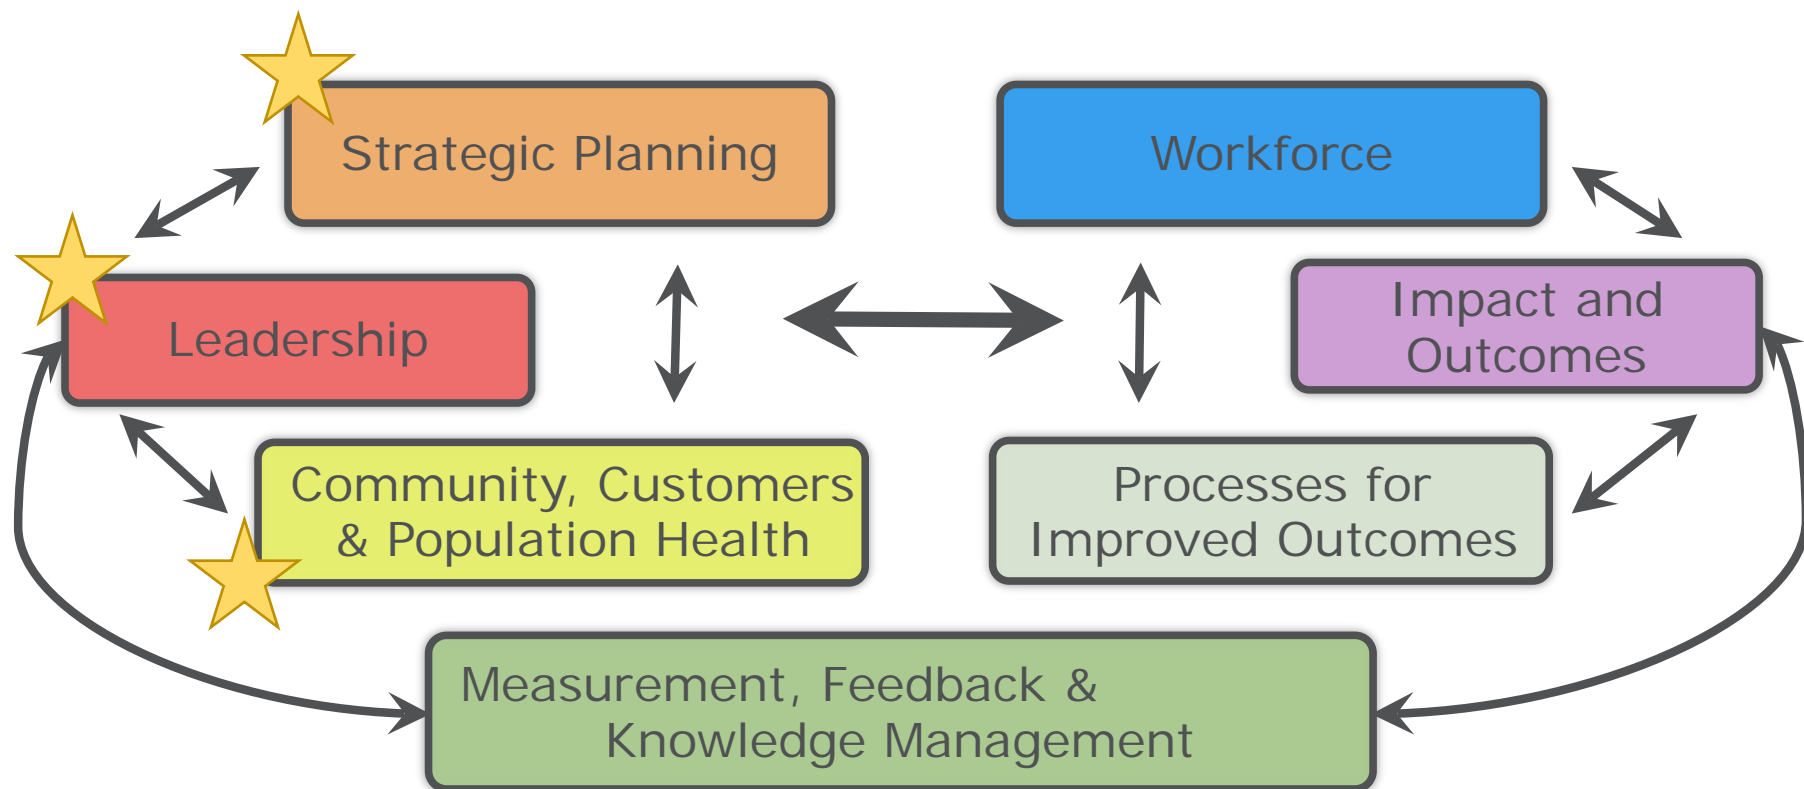 Strategic Planning
Workforce
Leadership
Impact and
Outcomes
Community, Customers
& Population Health
Processes for
Improved Outcomes
Measurement, Feedback &
Knowledge Management